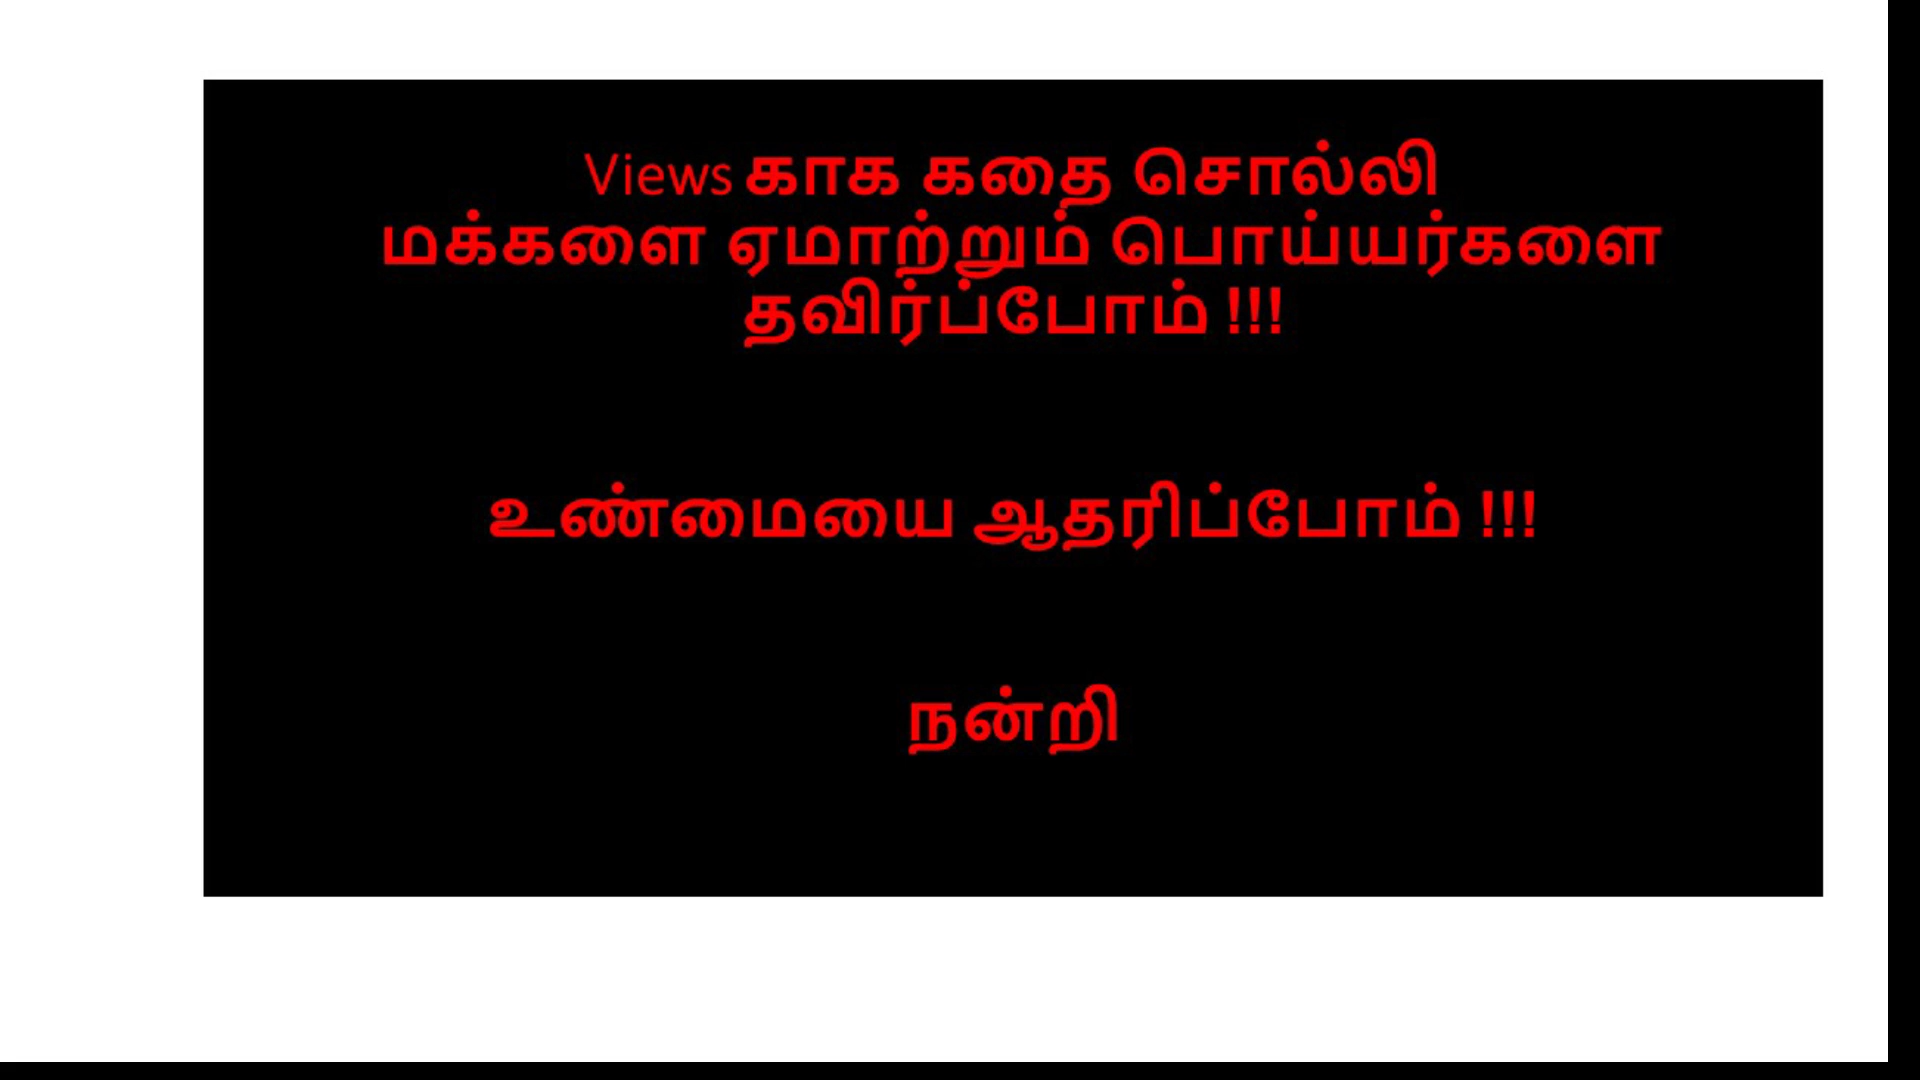 Views காக கதை சொல்லி
மக்களை ஏமாற்றும் பொய்யர்களை
தவிர்ப்போம் !!!
உண்மையை ஆதரிப்போம் !!!
நன்றி